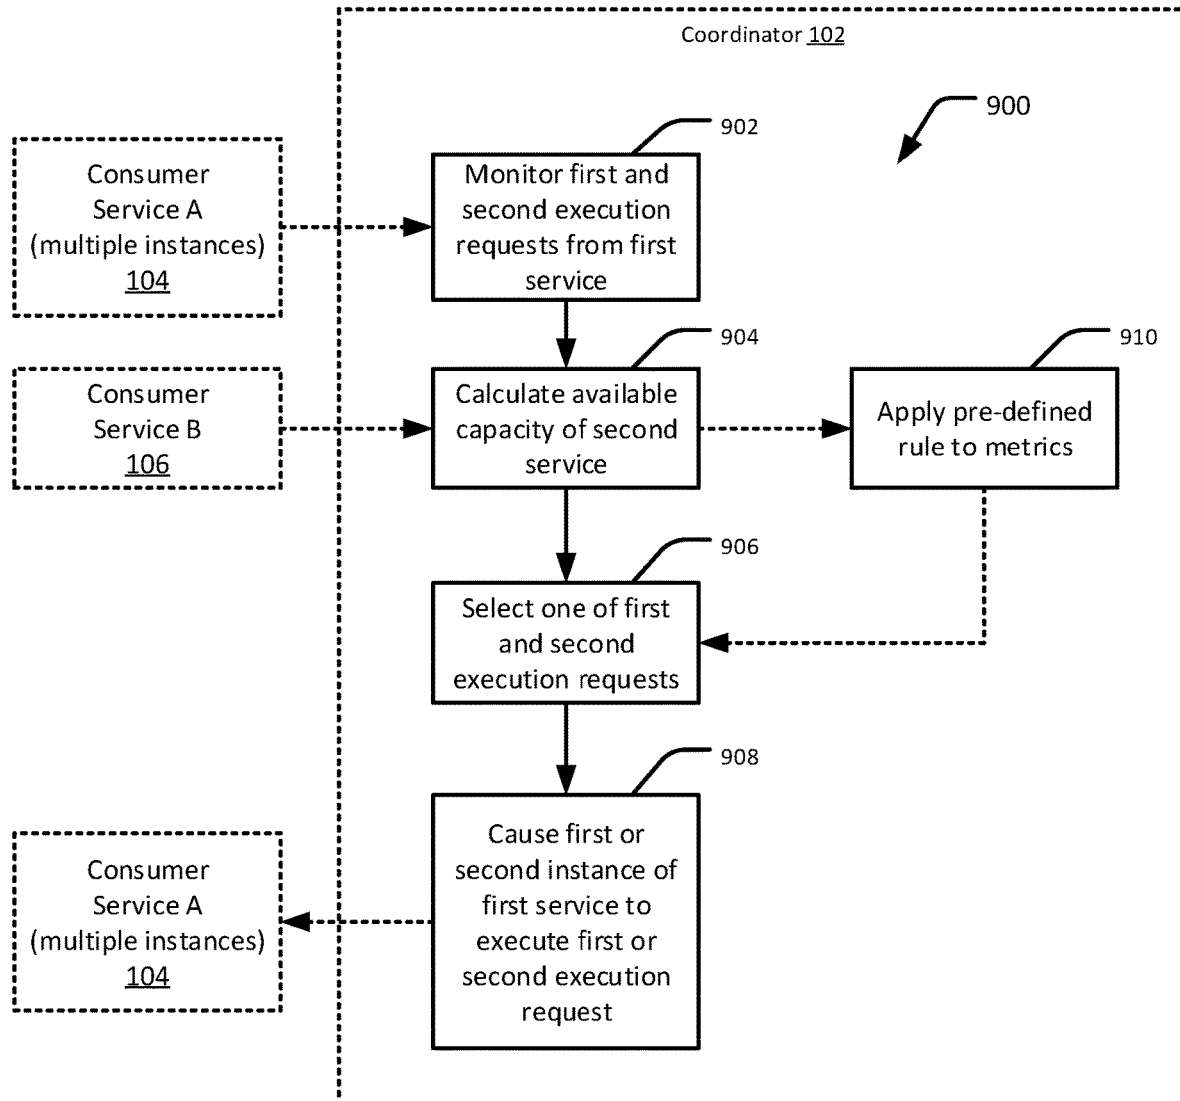 Coordinator 102
900
902
Consumer
Service A
(multiple instances)
104
Monitor first and
second execution
requests from first
service
904
910
Consumer
Service B
106
Calculate available
capacity of second
service
Apply pre-defined
rule to metrics
906
Select one of first
and second
execution requests
908
Consumer
Service A
(multiple instances)
104
Cause first or
second instance of
first service to
execute first or
second execution
request